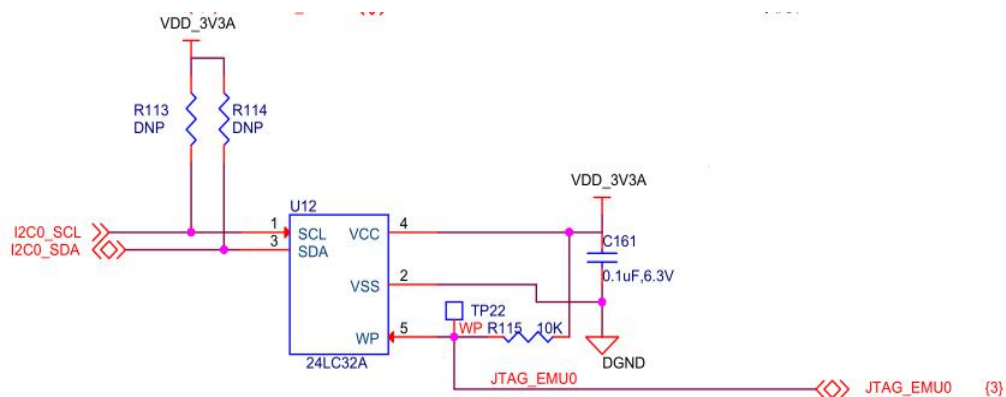 VDD_3V3A
R113
DNP
R114
DNP
VDD_3V3A
U12
I2C0_SCL
1
SCL
VCC
4
C161
I2C0_SDA
3
SDA
0.1uF,6.3V
VSS
2
TP22
WP
5
WP
R115
10K
24LC32A
DGND
JTAG_EMU0
JTAG_EMU0
{3}